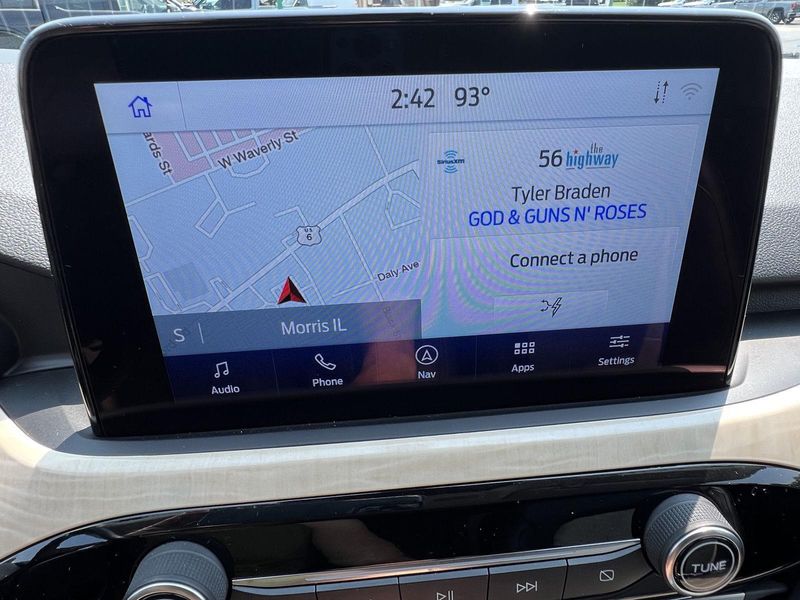 2:42 93°
ards St
W Waverly St
SiriusXM
56 the highway
Tyler Braden
GOD & GUNS N' ROSES
U.S.
6
Daly Ave
Connect a phone
S | Morris IL
Audio
Phone
Nav
Apps
Settings
TUNE